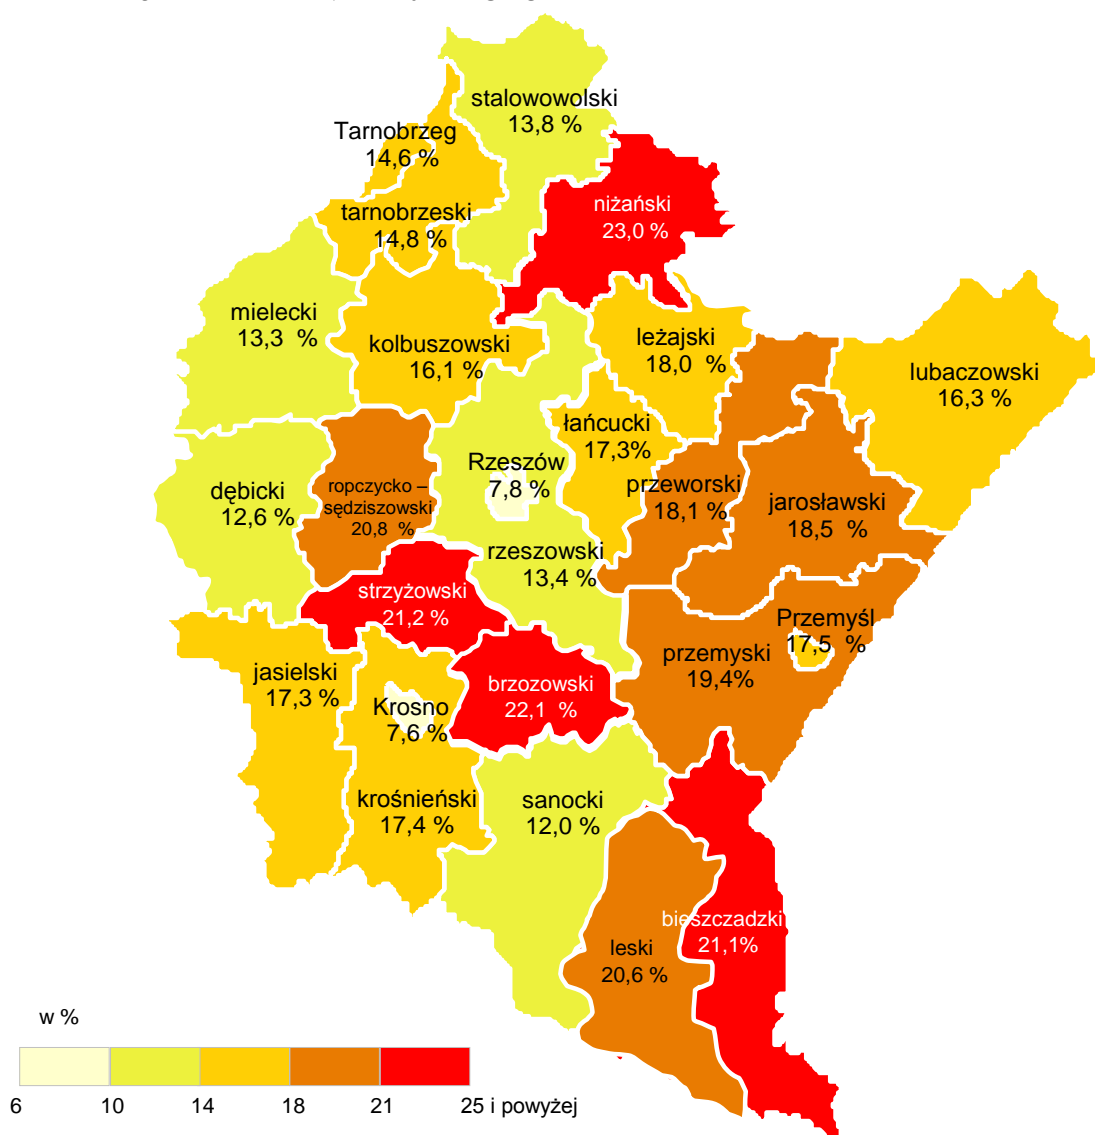 stalowowolski
13,8 %
Tarnobrzeg
14,6 %
niżański
23,0 %
tarnobrzeski
14,8 %
mielecki
13,3 %
kolbuszowski
16,1 %
leżajski
18,0 %
lubaczowski
16,3 %
łańcucki
17,3%
Rzeszów
7,8 %
dębicki
12,6 %
ropczycko –
sędziszowski
20,8 %
przeworski
18,1 %
jarosławski
18,5 %
rzeszowski
13,4 %
strzyżowski
21,2 %
Przemyśl
17,5 %
przemyski
19,4%
jasielski
17,3 %
Krosno
7,6 %
brzozowski
22,1 %
krośnieński
17,4 %
sanocki
12,0 %
bieszczadzki
21,1%
leski
20,6 %
w %
6 10 14 18 21 25 i powyżej